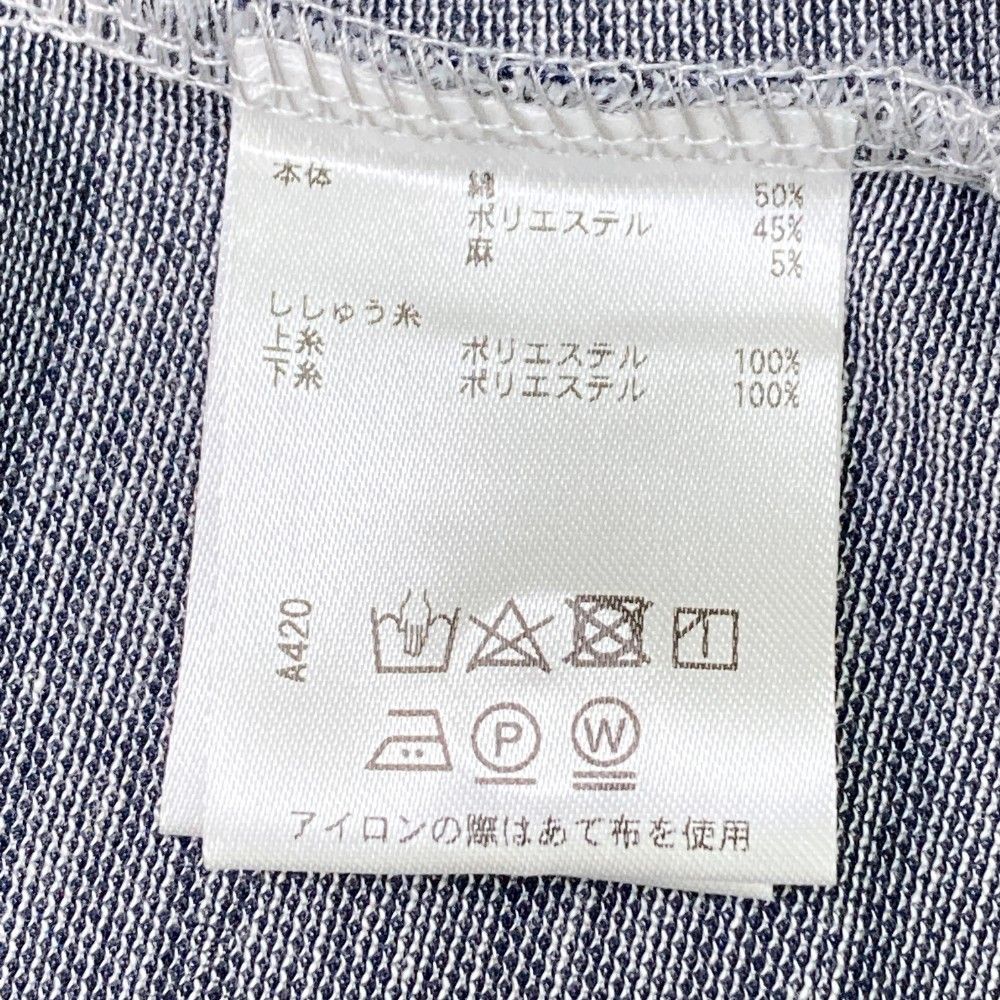 本体 綿 50%
ポリエステル 45%
麻 5%
ししゅう糸
上糸 ポリエステル 100%
下糸 ポリエステル 100%
A420
P W
アイロンの際はあて布を使用